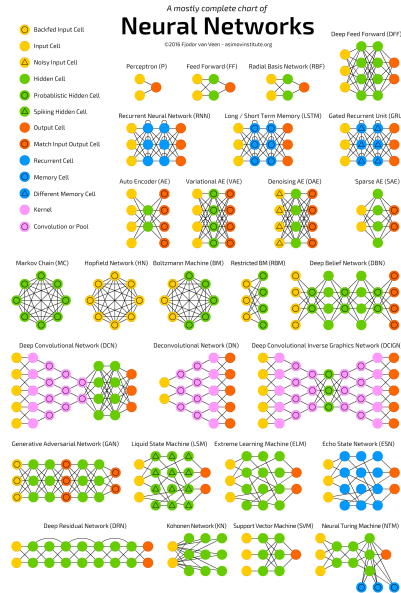 A mostly complete chart of
Neural Networks
©2016 Fjodor van Veen - asimovinstitute.org
Backfed Input Cell
Input Cell
Noisy Input Cell
Hidden Cell
Probabilistic Hidden Cell
Spiking Hidden Cell
Output Cell
Match Input Output Cell
Recurrent Cell
Memory Cell
Different Memory Cell
Kernel
Convolution or Pool
Deep Feed Forward (DFF)
Perceptron (P)
Feed Forward (FF)
Radial Basis Network (RBF)
Recurrent Neural Network (RNN)
Long / Short Term Memory (LSTM)
Gated Recurrent Unit (GRU
Auto Encoder (AE)
Variational AE (VAE)
Denoising AE (DAE)
Sparse AE (SAE)
Markov Chain (MC)
Hopfield Network (HN)
Boltzmann Machine (BM)
Restricted BM (RBM)
Deep Belief Network (DBN)
Deep Convolutional Network (DCN)
Deconvolutional Network (DN)
Deep Convolutional Inverse Graphics Network (DCIGN
Generative Adversarial Network (GAN)
Liquid State Machine (LSM)
Extreme Learning Machine (ELM)
Echo State Network (ESN)
Deep Residual Network (DRN)
Kohonen Network (KN)
Support Vector Machine (SVM)
Neural Turing Machine (NTM)